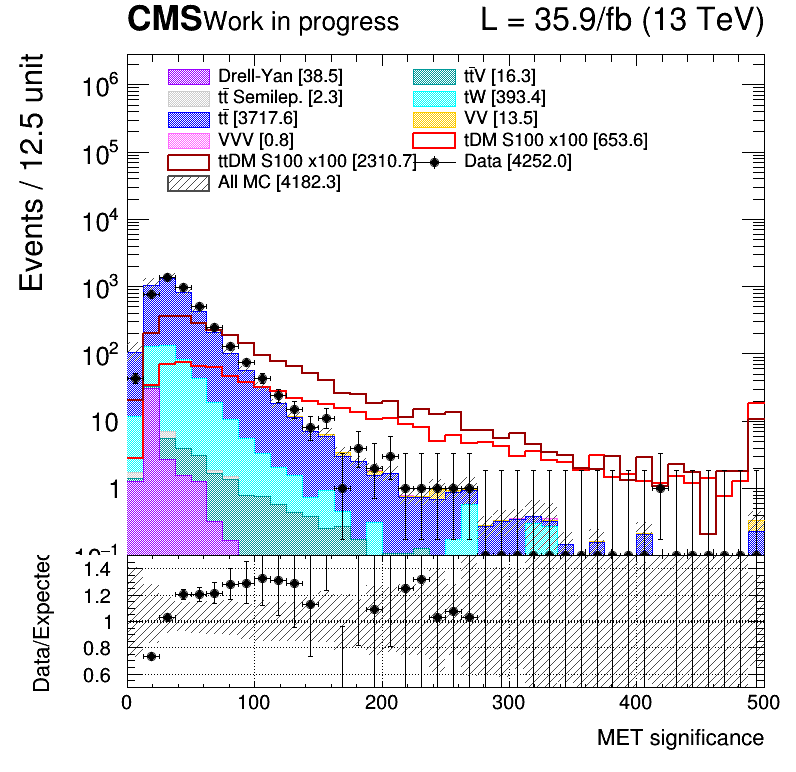 CMS Work in progress L = 35.9/fb (13 TeV)
Events / 12.5 unit
Drell-Yan [38.5]
tt̄V [16.3]
tt̄ Semilep. [2.3]
tW [393.4]
tt̄ [3717.6]
VV [13.5]
VVV [0.8]
tDM S100 x100 [653.6]
ttDM S100 x100 [2310.7]
Data [4252.0]
All MC [4182.3]
10⁶
10⁵
10⁴
10³
10²
10
1
10⁻¹
Data/Expected
1.4
1.2
1
0.8
0.6
0 100 200 300 400 500
MET significance